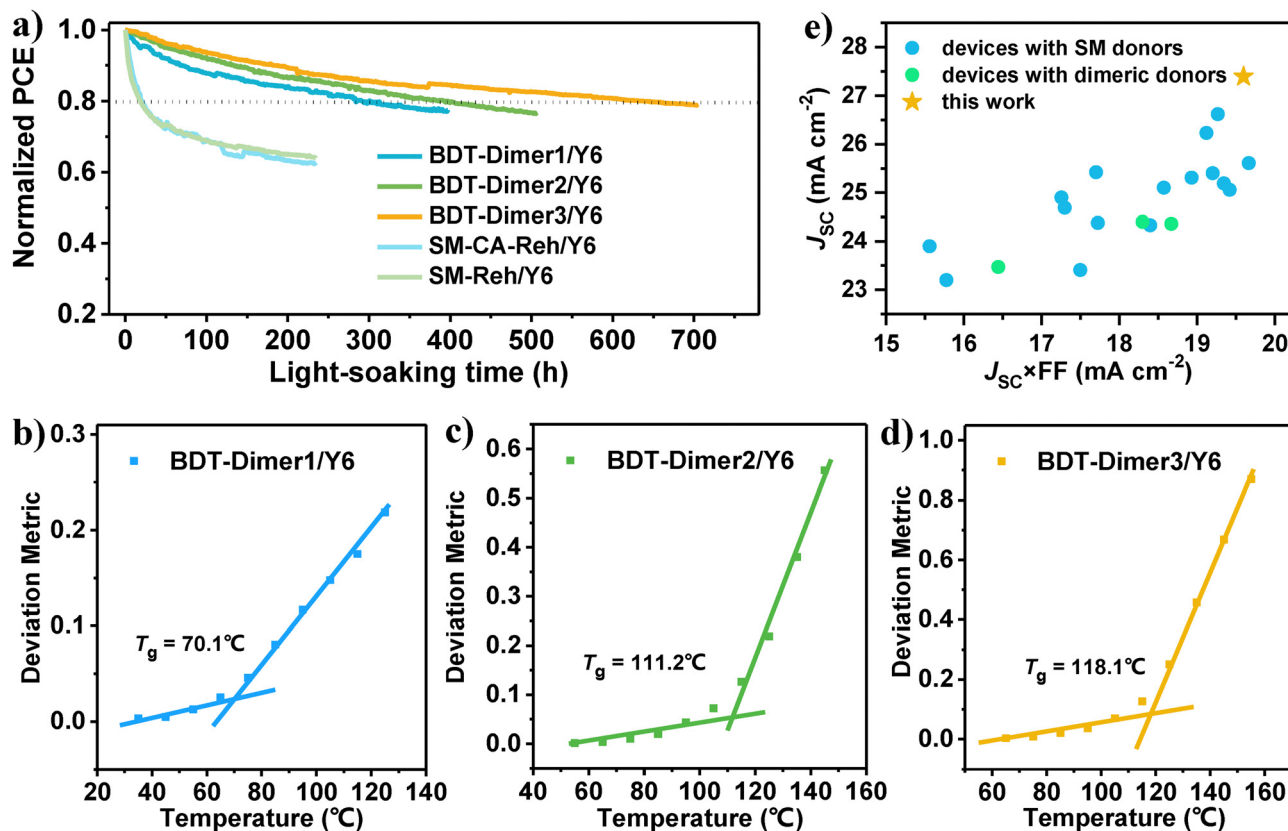 a)
Normalized PCE
1.0
0.8
0.6
0.4
0.2
BDT-Dimer1/Y6
BDT-Dimer2/Y6
BDT-Dimer3/Y6
SM-CA-Reh/Y6
SM-Reh/Y6
0 100 200 300 400 500 600 700
Light-soaking time (h)
e)
J_SC (mA cm⁻²)
28
27
26
25
24
23
devices with SM donors
devices with dimeric donors
this work
15 16 17 18 19 20
J_SC×FF (mA cm⁻²)
b)
Deviation Metric
0.3
0.2
0.1
0.0
BDT-Dimer1/Y6
T_g = 70.1℃
20 40 60 80 100 120 140
Temperature (℃)
c)
Deviation Metric
0.6
0.5
0.4
0.3
0.2
0.1
0.0
BDT-Dimer2/Y6
T_g = 111.2℃
40 60 80 100 120 140 160
Temperature (℃)
d)
Deviation Metric
1.0
0.8
0.6
0.4
0.2
0.0
BDT-Dimer3/Y6
T_g = 118.1℃
60 80 100 120 140 160
Temperature (℃)